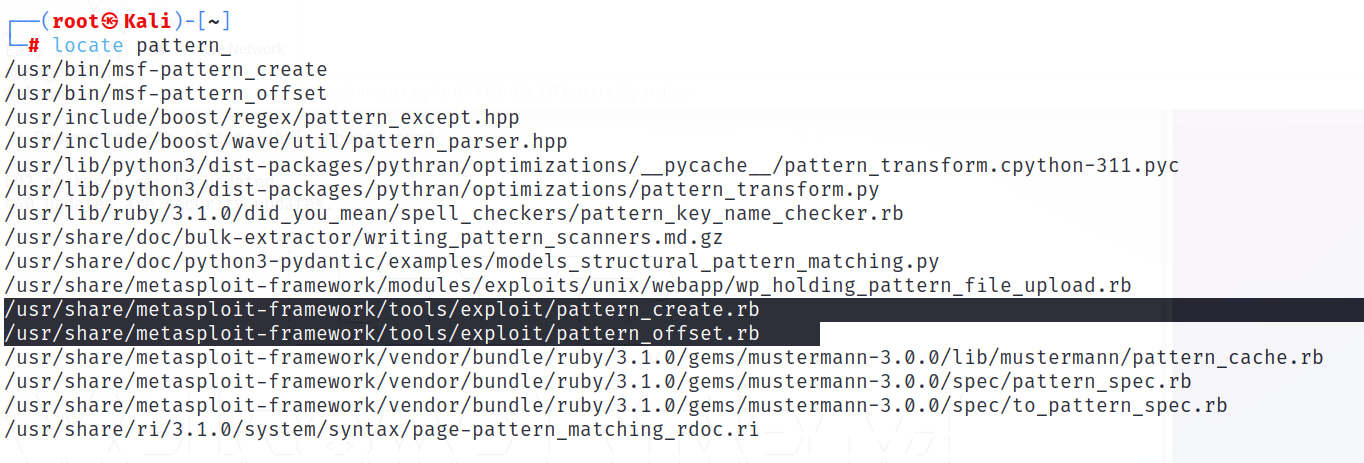 ┌──(root㉿Kali)-[~]
└─# locate pattern_
/usr/bin/msf-pattern_create
/usr/bin/msf-pattern_offset
/usr/include/boost/regex/pattern_except.hpp
/usr/include/boost/wave/util/pattern_parser.hpp
/usr/lib/python3/dist-packages/pythran/optimizations/__pycache__/pattern_transform.cpython-311.pyc
/usr/lib/python3/dist-packages/pythran/optimizations/pattern_transform.py
/usr/lib/ruby/3.1.0/did_you_mean/spell_checkers/pattern_key_name_checker.rb
/usr/share/doc/bulk-extractor/writing_pattern_scanners.md.gz
/usr/share/doc/python3-pydantic/examples/models_structural_pattern_matching.py
/usr/share/metasploit-framework/modules/exploits/unix/webapp/wp_holding_pattern_file_upload.rb
/usr/share/metasploit-framework/tools/exploit/pattern_create.rb
/usr/share/metasploit-framework/tools/exploit/pattern_offset.rb
/usr/share/metasploit-framework/vendor/bundle/ruby/3.1.0/gems/mustermann-3.0.0/lib/mustermann/pattern_cache.rb
/usr/share/metasploit-framework/vendor/bundle/ruby/3.1.0/gems/mustermann-3.0.0/spec/pattern_spec.rb
/usr/share/metasploit-framework/vendor/bundle/ruby/3.1.0/gems/mustermann-3.0.0/spec/to_pattern_spec.rb
/usr/share/ri/3.1.0/system/syntax/page-pattern_matching_rdoc.ri